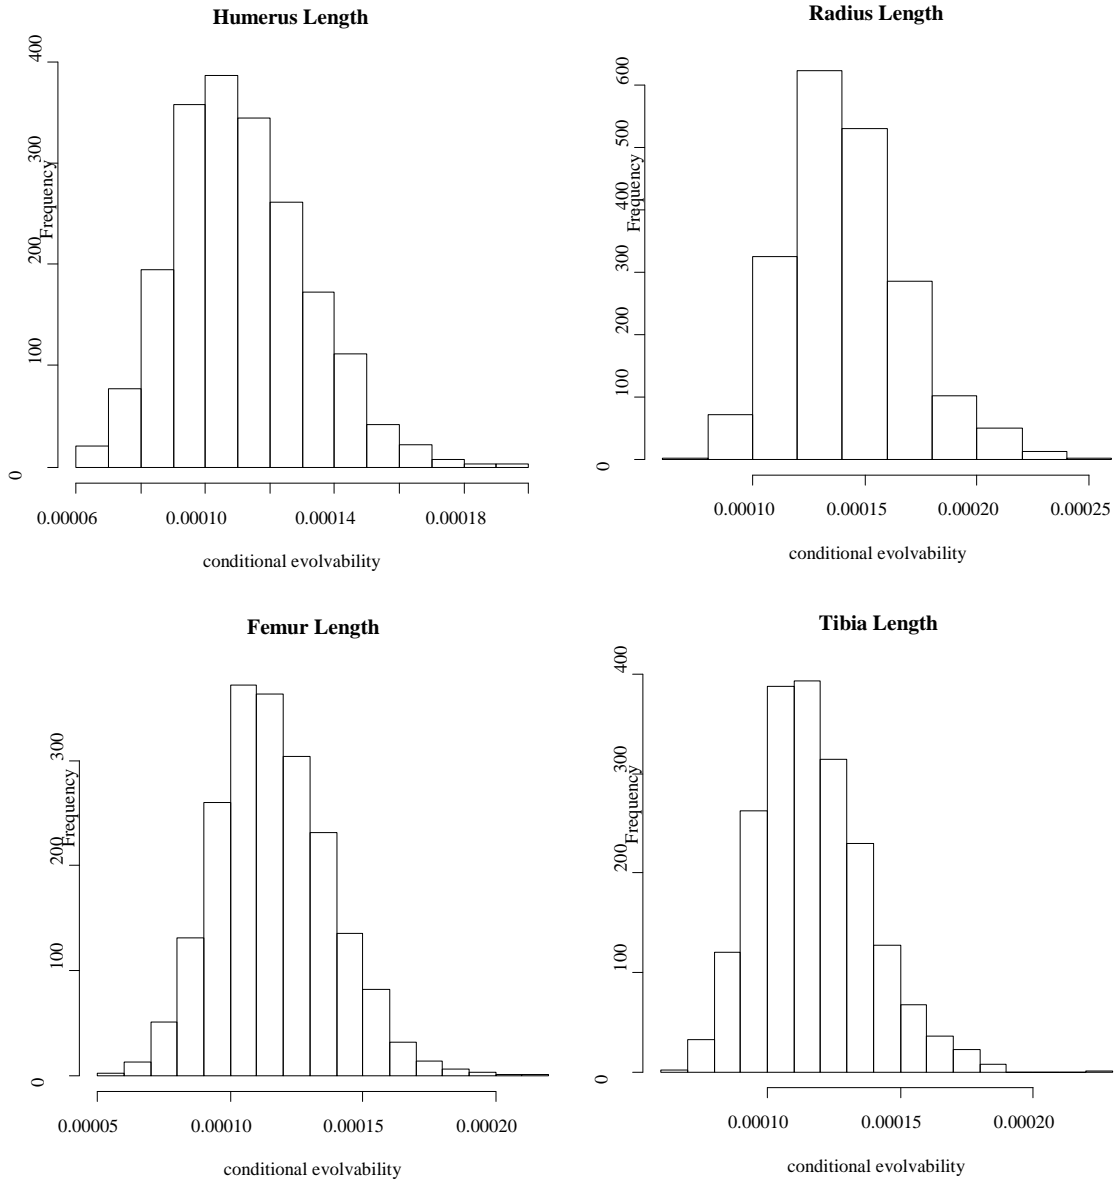 Humerus Length
Frequency
400
300
200
100
0
0.00006 0.00010 0.00014 0.00018
conditional evolvability
Radius Length
Frequency
600
500
400
300
200
100
0
0.00010 0.00015 0.00020 0.00025
conditional evolvability
Femur Length
Frequency
300
200
100
0
0.00005 0.00010 0.00015 0.00020
conditional evolvability
Tibia Length
Frequency
400
300
200
100
0
0.00010 0.00015 0.00020
conditional evolvability